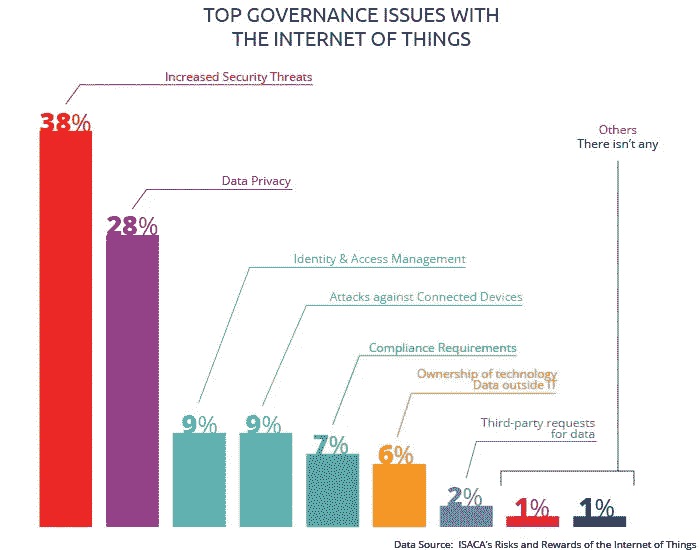 TOP GOVERNANCE ISSUES WITH
THE INTERNET OF THINGS
Increased Security Threats
38%
Data Privacy
28%
Identity & Access Management
9%
Attacks against Connected Devices
9%
Compliance Requirements
7%
Ownership of technology
Data outside IT
6%
Third-party requests
for data
2%
Others
There isn't any
1%
1%
Data Source: ISACA's Risks and Rewards of the Internet of Things